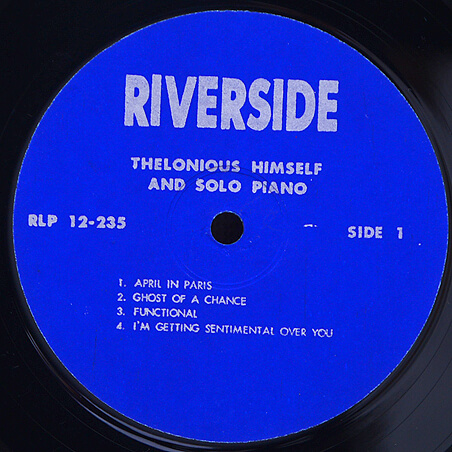 RIVERSIDE
THELONIOUS HIMSELF
AND SOLO PIANO
RLP 12-235
SIDE 1
1. APRIL IN PARIS
2. GHOST OF A CHANCE
3. FUNCTIONAL
4. I'M GETTING SENTIMENTAL OVER YOU